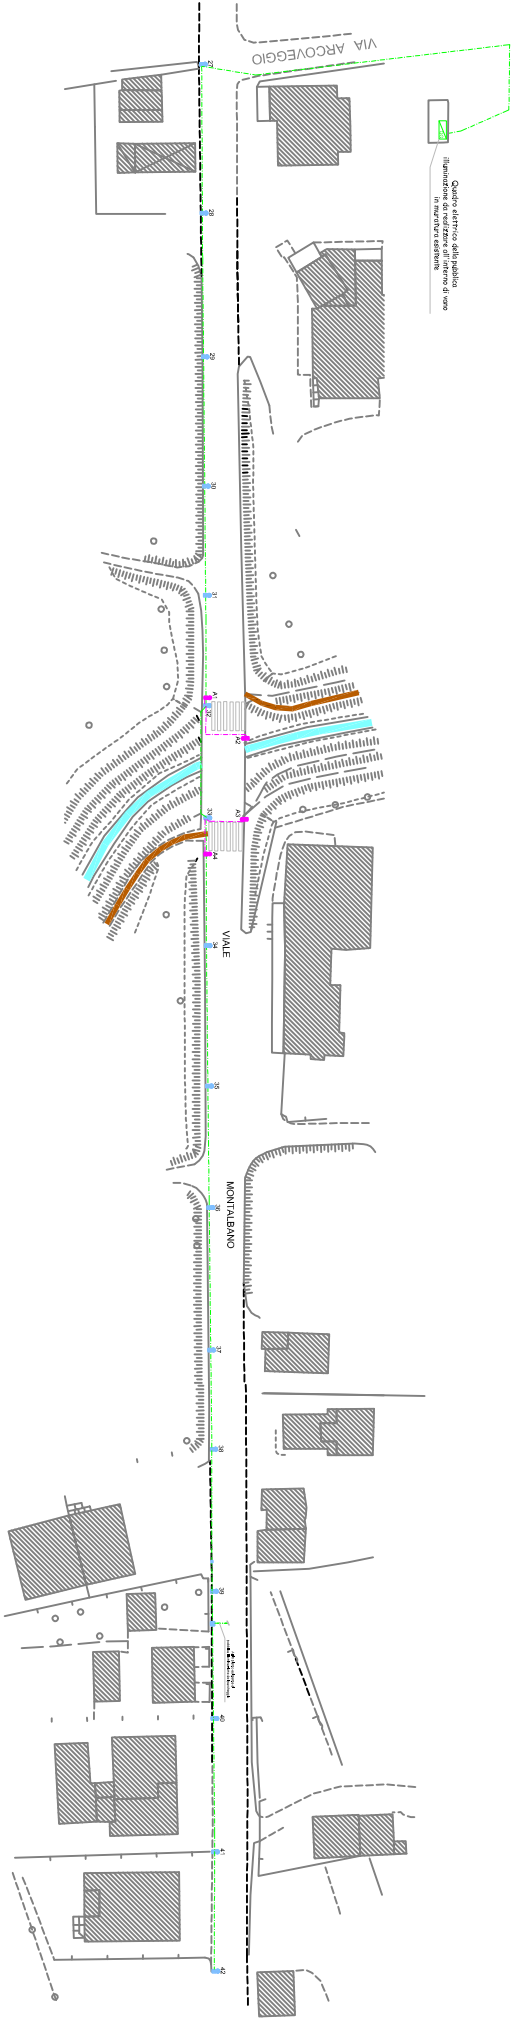 VIA ARCOVEGGIO
27
Quadro elettrico della pubblica
illuminazione da realizzare all'interno di vano
in muratura esistente
28
29
30
31
A1
32
A2
33
A3
A4
34
VIALE
35
36
MONTALBANO
37
38
39
40
41
42